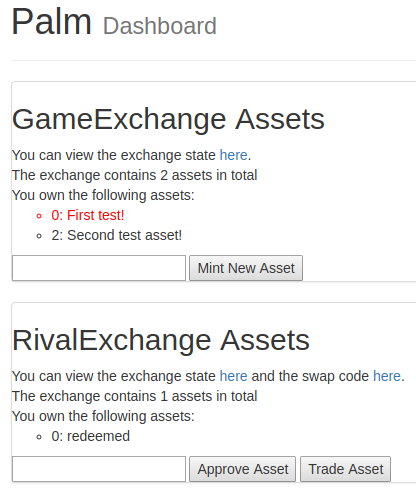 Palm Dashboard
GameExchange Assets
You can view the exchange state here.
The exchange contains 2 assets in total
You own the following assets:
0: First test!
2: Second test asset!
Mint New Asset
RivalExchange Assets
You can view the exchange state here and the swap code here.
The exchange contains 1 assets in total
You own the following assets:
0: redeemed
Approve Asset Trade Asset